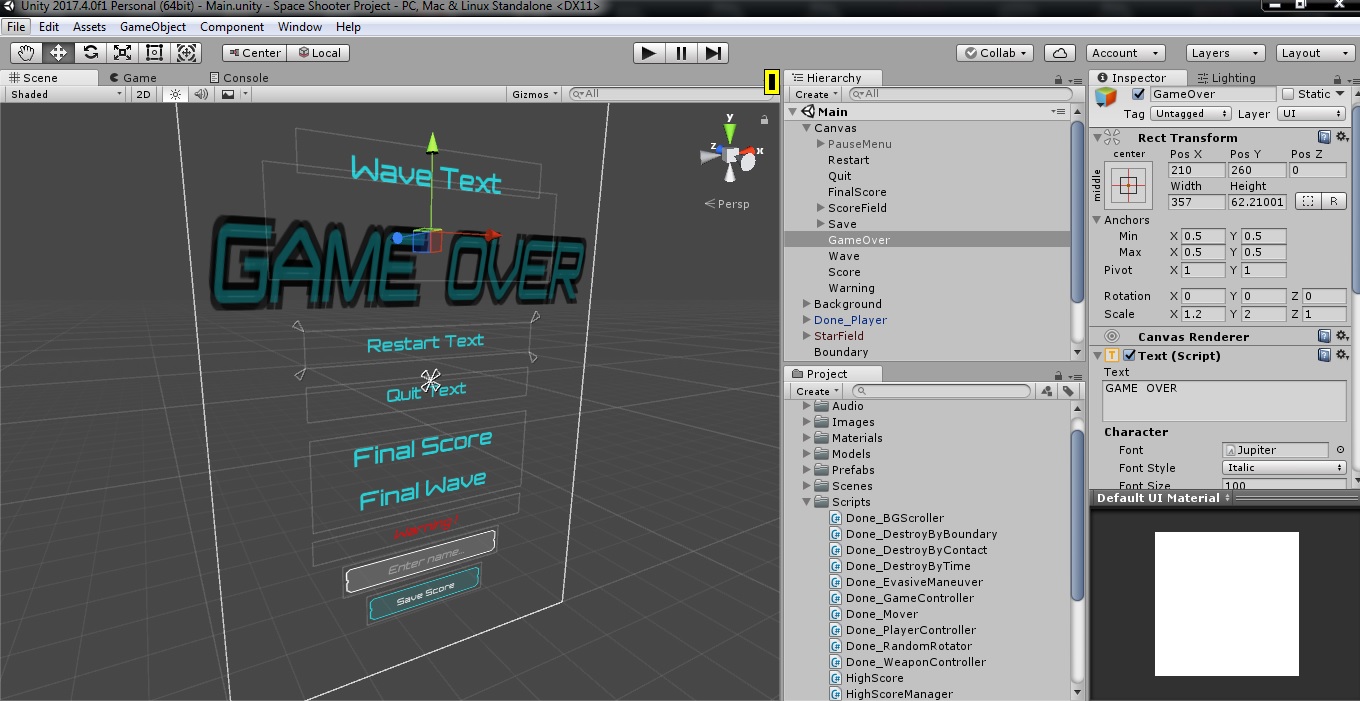 Unity 2017.4.0f1 Personal (64bit) - Main.unity - Space Shooter Project - PC, Mac & Linux Standalone <DX11>
File Edit Assets GameObject Component Window Help
Center Local Collab Account Layers Layout
Scene Game Console
Shaded 2D Gizmos All
Wave Text
GAME OVER
Restart Text
Quit Text
Final Score
Final Wave
Warning!
Enter name...
Save Score
y
z x
Persp
Hierarchy
Create All
Main
Canvas
PauseMenu
Restart
Quit
FinalScore
ScoreField
Save
GameOver
Wave
Score
Warning
Background
Done_Player
StarField
Boundary
Project
Create
Audio
Images
Materials
Models
Prefabs
Scenes
Scripts
Done_BGScroller
Done_DestroyByBoundary
Done_DestroyByContact
Done_DestroyByTime
Done_EvasiveManeuver
Done_GameController
Done_Mover
Done_PlayerController
Done_RandomRotator
Done_WeaponController
HighScore
HighScoreManager
Inspector Lighting
GameOver Static
Tag Untagged Layer UI
Rect Transform
center Pos X Pos Y Pos Z
middle 210 260 0
Width Height
357 62.21001 R
Anchors
Min X 0.5 Y 0.5
Max X 0.5 Y 0.5
Pivot X 1 Y 1
Rotation X 0 Y 0 Z 0
Scale X 1.2 Y 2 Z 1
Canvas Renderer
T Text (Script)
Text
GAME OVER
Character
Font Jupiter
Font Style Italic
Font Size 100
Default UI Material